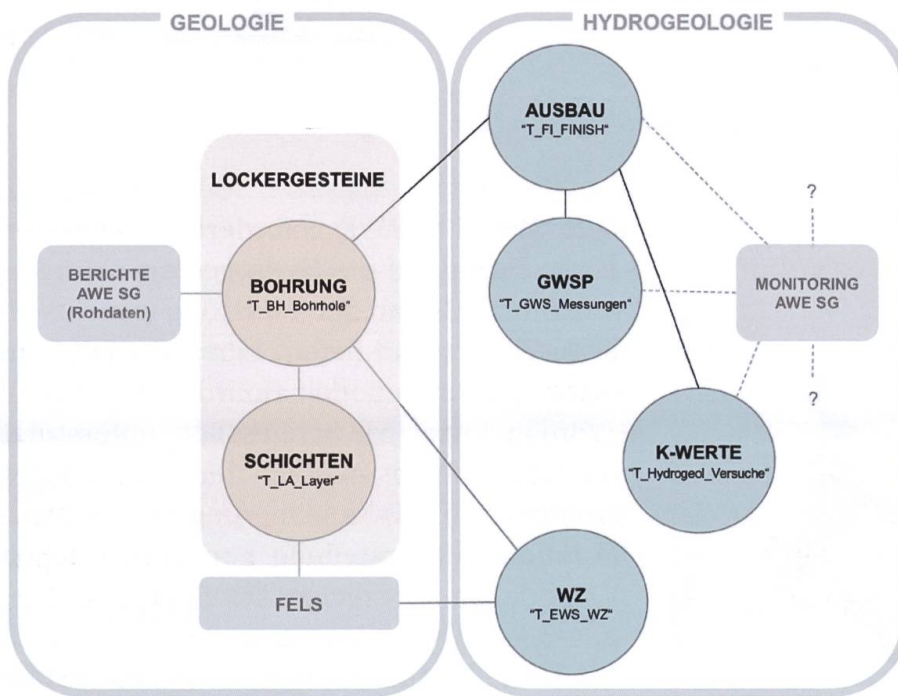 GEOLOGIE
HYDROGEOLOGIE
AUSBAU
"T_FI_FINISH"
LOCKERGESTEINE
BERICHTE
AWE SG
(Rohdaten)
BOHRUNG
"T_BH_Bohrhole"
GWSP
"T_GWS_Messungen"
?
MONITORING
AWE SG
?
SCHICHTEN
"T_LA_Layer"
K-WERTE
"T_Hydrogeol_Versuche"
FELS
WZ
"T_EWS_WZ"